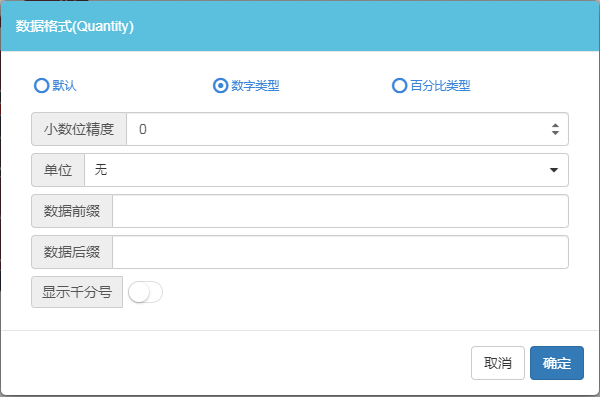 数据格式(Quantity)
默认 数字类型 百分比类型
小数位精度 0
单位 无
数据前缀
数据后缀
显示千分号
取消 确定